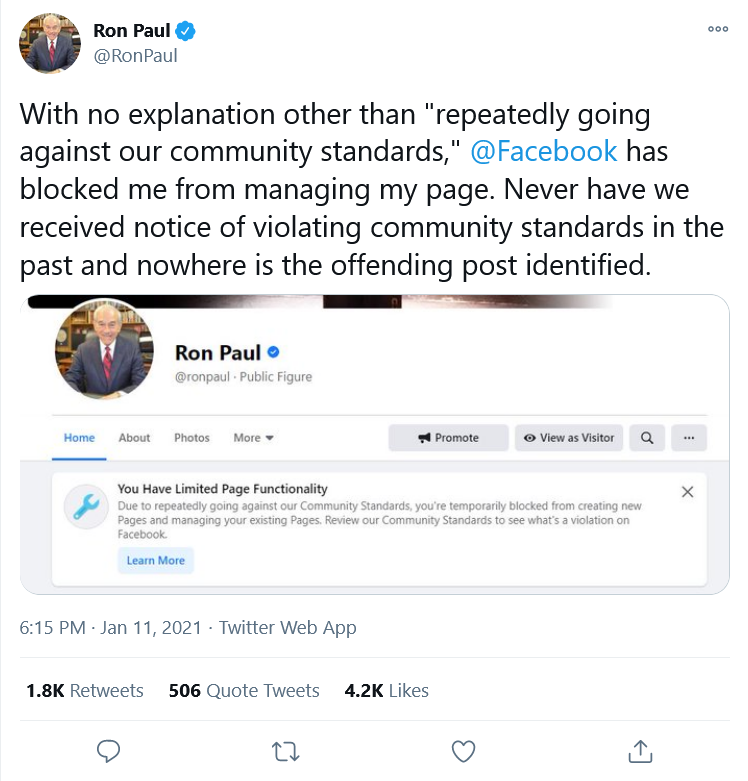 Ron Paul
@RonPaul
With no explanation other than "repeatedly going
against our community standards," @Facebook has
blocked me from managing my page. Never have we
received notice of violating community standards in the
past and nowhere is the offending post identified.
Ron Paul
@ronpaul · Public Figure
Home About Photos More Promote View as Visitor
You Have Limited Page Functionality
Due to repeatedly going against our Community Standards, you're temporarily blocked from creating new
Pages and managing your existing Pages. Review our Community Standards to see what's a violation on
Facebook.
Learn More
6:15 PM · Jan 11, 2021 · Twitter Web App
1.8K Retweets 506 Quote Tweets 4.2K Likes